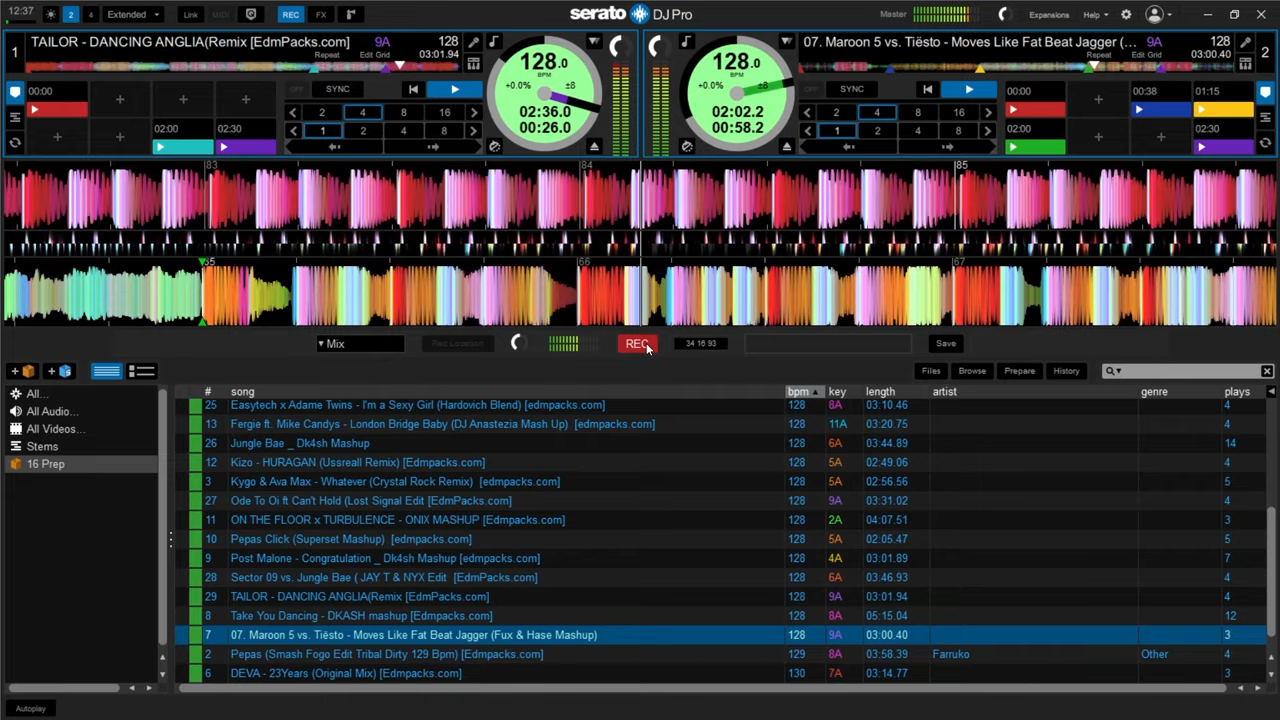 12:37 2 Extended Link MIDI REC FX serato DJ Pro Master Expansions Help
1 TAILOR - DANCING ANGLIA(Remix [EdmPacks.com] 9A 128
Repeat Edit Grid 03:01.94
00:00
02:00 02:30
OFF SYNC
2 4 8 16
1 2 4 8
128.0
BPM
+0.0% ±8
02:36.0
00:26.0
128.0
BPM
+0.0% ±8
02:02.2
00:58.2
07. Maroon 5 vs. Tiësto - Moves Like Fat Beat Jagger (... 9A 128 2
Repeat Edit Grid 03:00.40
OFF SYNC
2 4 8 16
1 2 4 8
00:00 00:38 01:15
02:00 02:30
83 84 85
66 67
Mix Rec Location REC 34 16 93 Save
Files Browse Prepare History
All...
All Audio...
All Videos...
Stems
16 Prep
# song bpm key length artist genre plays
25 Easytech x Adame Twins - I'm a Sexy Girl (Hardovich Blend) [edmpacks.com] 128 8A 03:10.46 4
13 Fergie ft. Mike Candys - London Bridge Baby (DJ Anastezia Mash Up) [edmpacks.com] 128 11A 03:20.75 4
26 Jungle Bae _ Dk4sh Mashup 128 6A 03:44.89 14
12 Kizo - HURAGAN (Ussreall Remix) [Edmpacks.com] 128 5A 02:49.06 4
3 Kygo & Ava Max - Whatever (Crystal Rock Remix) [edmpacks.com] 128 5A 02:56.56 5
27 Ode To Oi ft Can't Hold (Lost Signal Edit [EdmPacks.com] 128 9A 03:31.02 4
11 ON THE FLOOR x TURBULENCE - ONIX MASHUP [Edmpacks.com] 128 2A 04:07.51 3
10 Pepas Click (Superset Mashup) [edmpacks.com] 128 5A 02:05.47 5
9 Post Malone - Congratulation _ Dk4sh Mashup [edmpacks.com] 128 4A 03:01.89 7
28 Sector 09 vs. Jungle Bae ( JAY T & NYX Edit [EdmPacks.com] 128 6A 03:46.93 4
29 TAILOR - DANCING ANGLIA(Remix [EdmPacks.com] 128 9A 03:01.94 4
8 Take You Dancing - DKASH mashup [Edmpacks.com] 128 8A 05:15.04 12
7 07. Maroon 5 vs. Tiësto - Moves Like Fat Beat Jagger (Fux & Hase Mashup) 128 9A 03:00.40 3
2 Pepas (Smash Fogo Edit Tribal Dirty 129 Bpm) [Edmpacks.com] 129 8A 03:58.39 Farruko Other 4
6 DEVA - 23Years (Original Mix) [Edmpacks.com] 130 7A 03:14.77 3
Autoplay